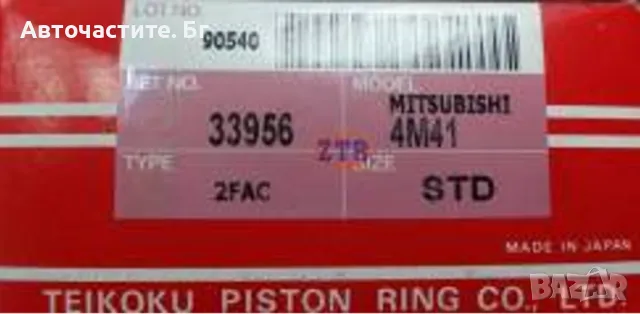 Авточастите.Бг
LOT NO.
90540
SET NO.
MODEL
33956
MITSUBISHI
4M41
ZTR
TYPE
SIZE
2FAC
STD
MADE IN JAPAN
BAZAR
TEIKOKU PISTON RING CO., LTD.